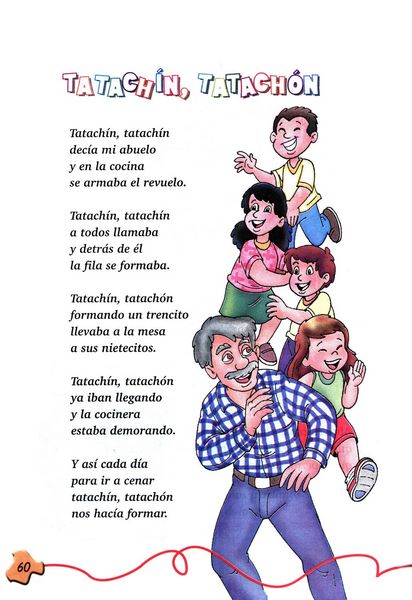 TATACHÍN, TATACHÓN
Tatachín, tatachín
decía mi abuelo
y en la cocina
se armaba el revuelo.
Tatachín, tatachín
a todos llamaba
y detrás de él
la fila se formaba.
Tatachín, tatachón
formando un trencito
llevaba a la mesa
a sus nietecitos.
Tatachín, tatachón
ya iban llegando
y la cocinera
estaba demorando.
Y así cada día
para ir a cenar
tatachín, tatachón
nos hacía formar.
60